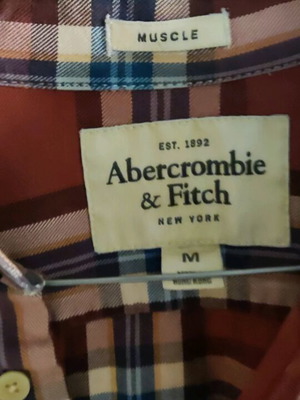 MUSCLE
EST. 1892
Abercrombie
& Fitch
NEW YORK
M